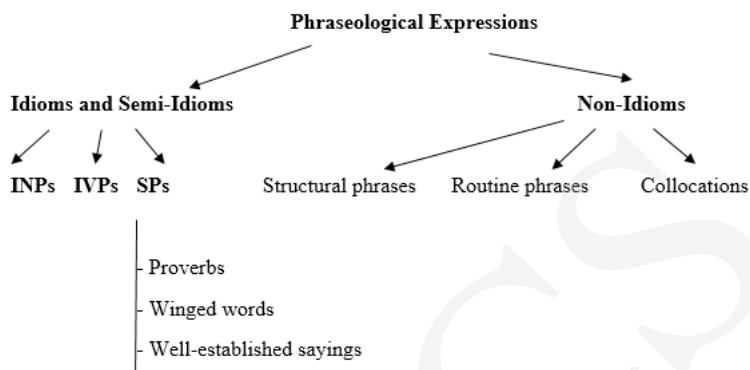 Phraseological Expressions
Idioms and Semi-Idioms Non-Idioms
INPs IVPs SPs Structural phrases Routine phrases Collocations
- Proverbs
- Winged words
- Well-established sayings